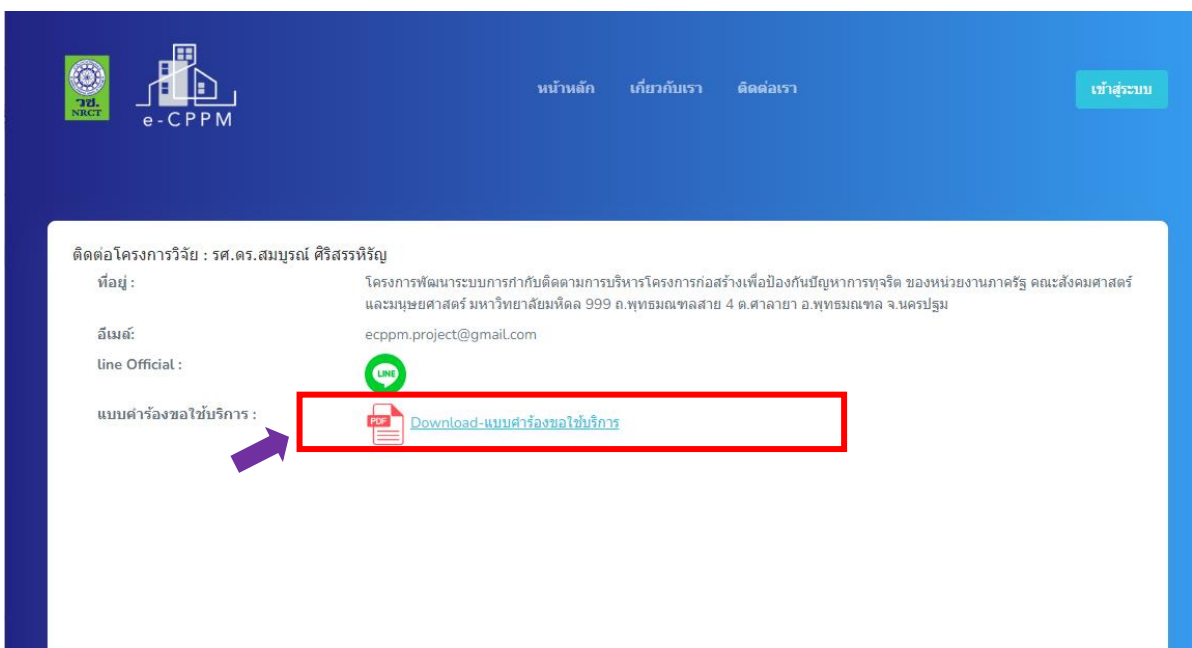 วช.
NRCT
e-CPPM
หน้าหลัก เกี่ยวกับเรา ติดต่อเรา
เข้าสู่ระบบ
ติดต่อโครงการวิจัย : รศ.ดร.สมบูรณ์ ศิริสรรหิรัญ
ที่อยู่ :
โครงการพัฒนาระบบการกำกับติดตามการบริหารโครงการก่อสร้างเพื่อป้องกันปัญหาการทุจริต ของหน่วยงานภาครัฐ คณะสังคมศาสตร์
และมนุษยศาสตร์ มหาวิทยาลัยมหิดล 999 ถ.พุทธมณฑลสาย 4 ต.ศาลายา อ.พุทธมณฑล จ.นครปฐม
อีเมล์:
ecppm.project@gmail.com
line Official :
LINE
แบบคำร้องขอใช้บริการ :
PDF
Download-แบบคำร้องขอใช้บริการ